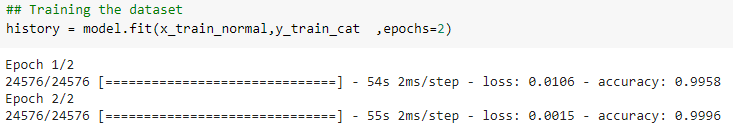 ## Training the dataset
history = model.fit(x_train_normal,y_train_cat  ,epochs=2)
Epoch 1/2
24576/24576 [==============================] - 54s 2ms/step - loss: 0.0106 - accuracy: 0.9958
Epoch 2/2
24576/24576 [==============================] - 55s 2ms/step - loss: 0.0015 - accuracy: 0.9996